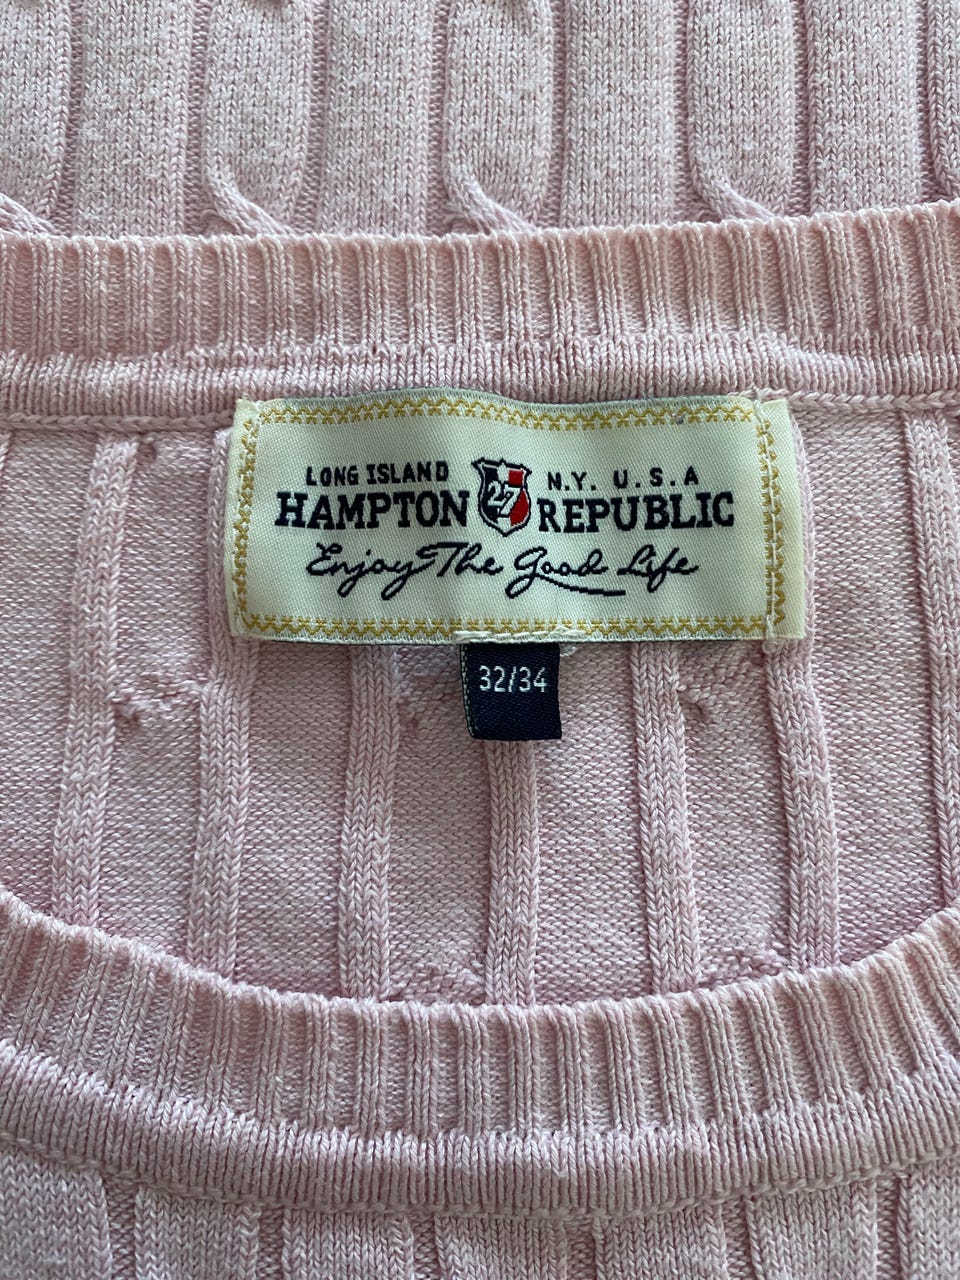 LONG ISLAND N.Y. U.S.A
HAMPTON 27 REPUBLIC
Enjoy The Good Life
32/34